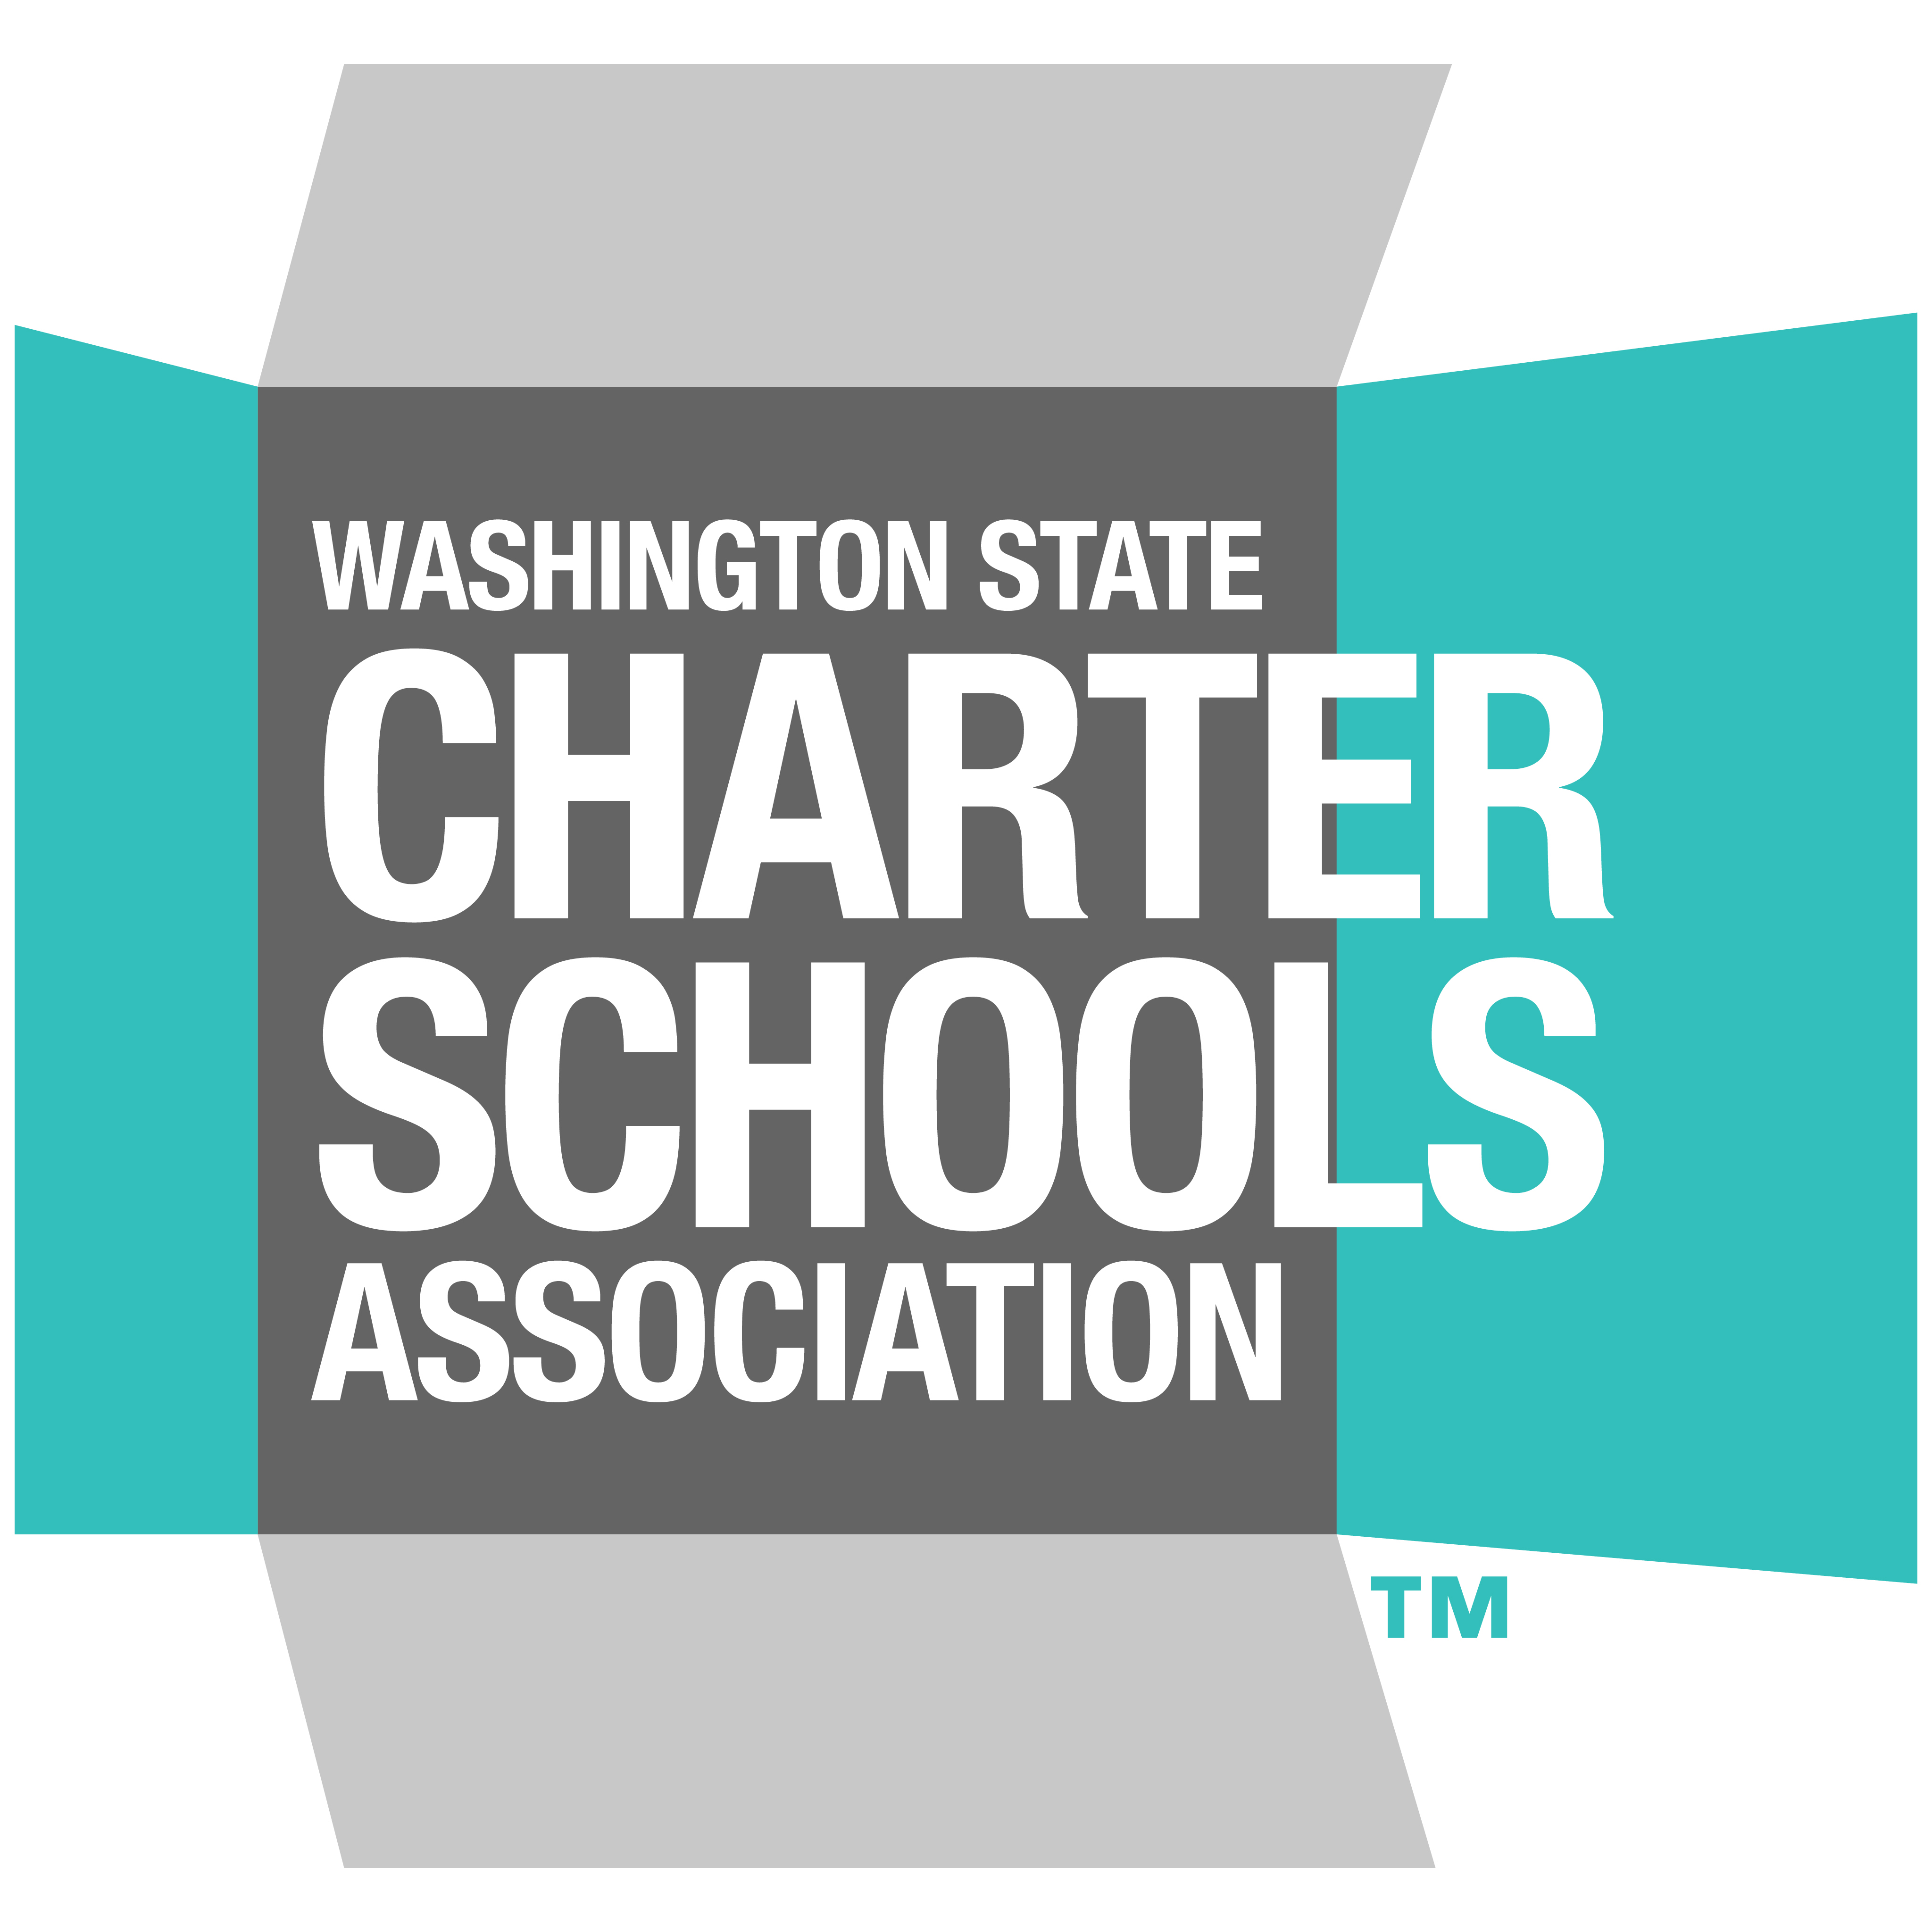 WASHINGTON STATE
CHARTER
SCHOOLS
ASSOCIATION
TM